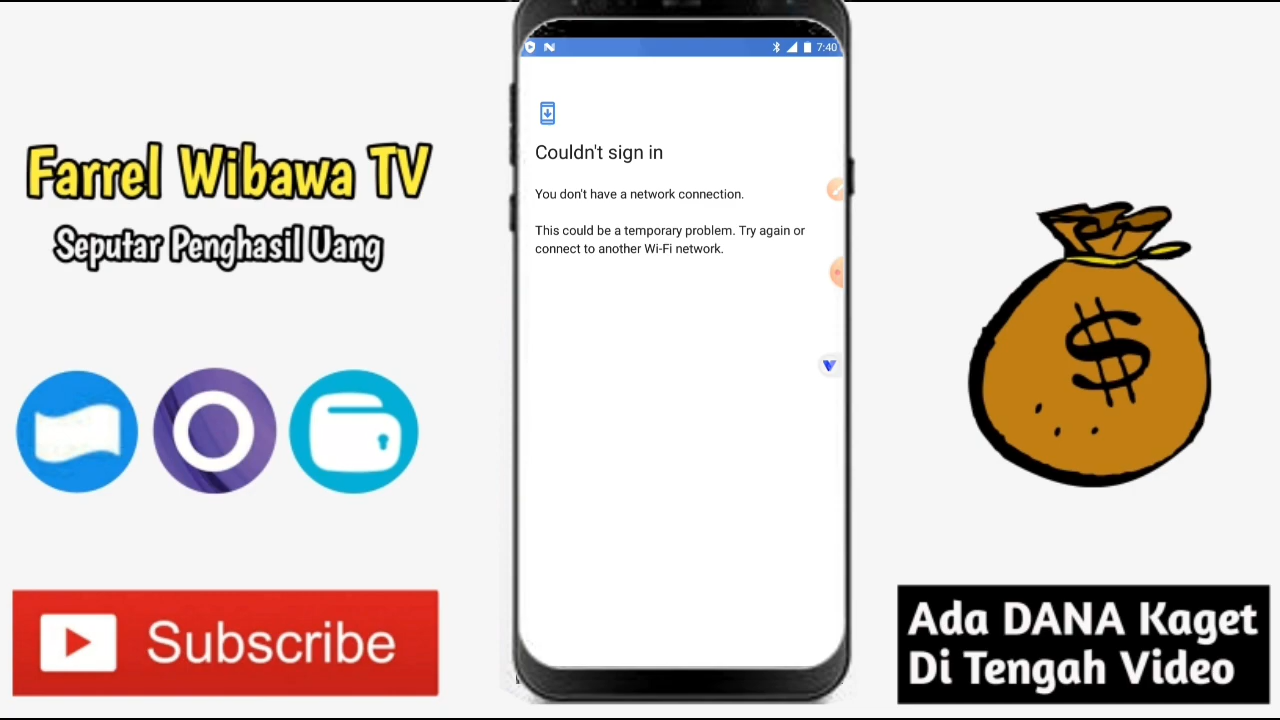 7:40
Couldn't sign in
You don't have a network connection.
This could be a temporary problem. Try again or
connect to another Wi-Fi network.
Farrel Wibawa TV
Seputar Penghasil Uang
$
Subscribe
Ada DANA Kaget
Di Tengah Video